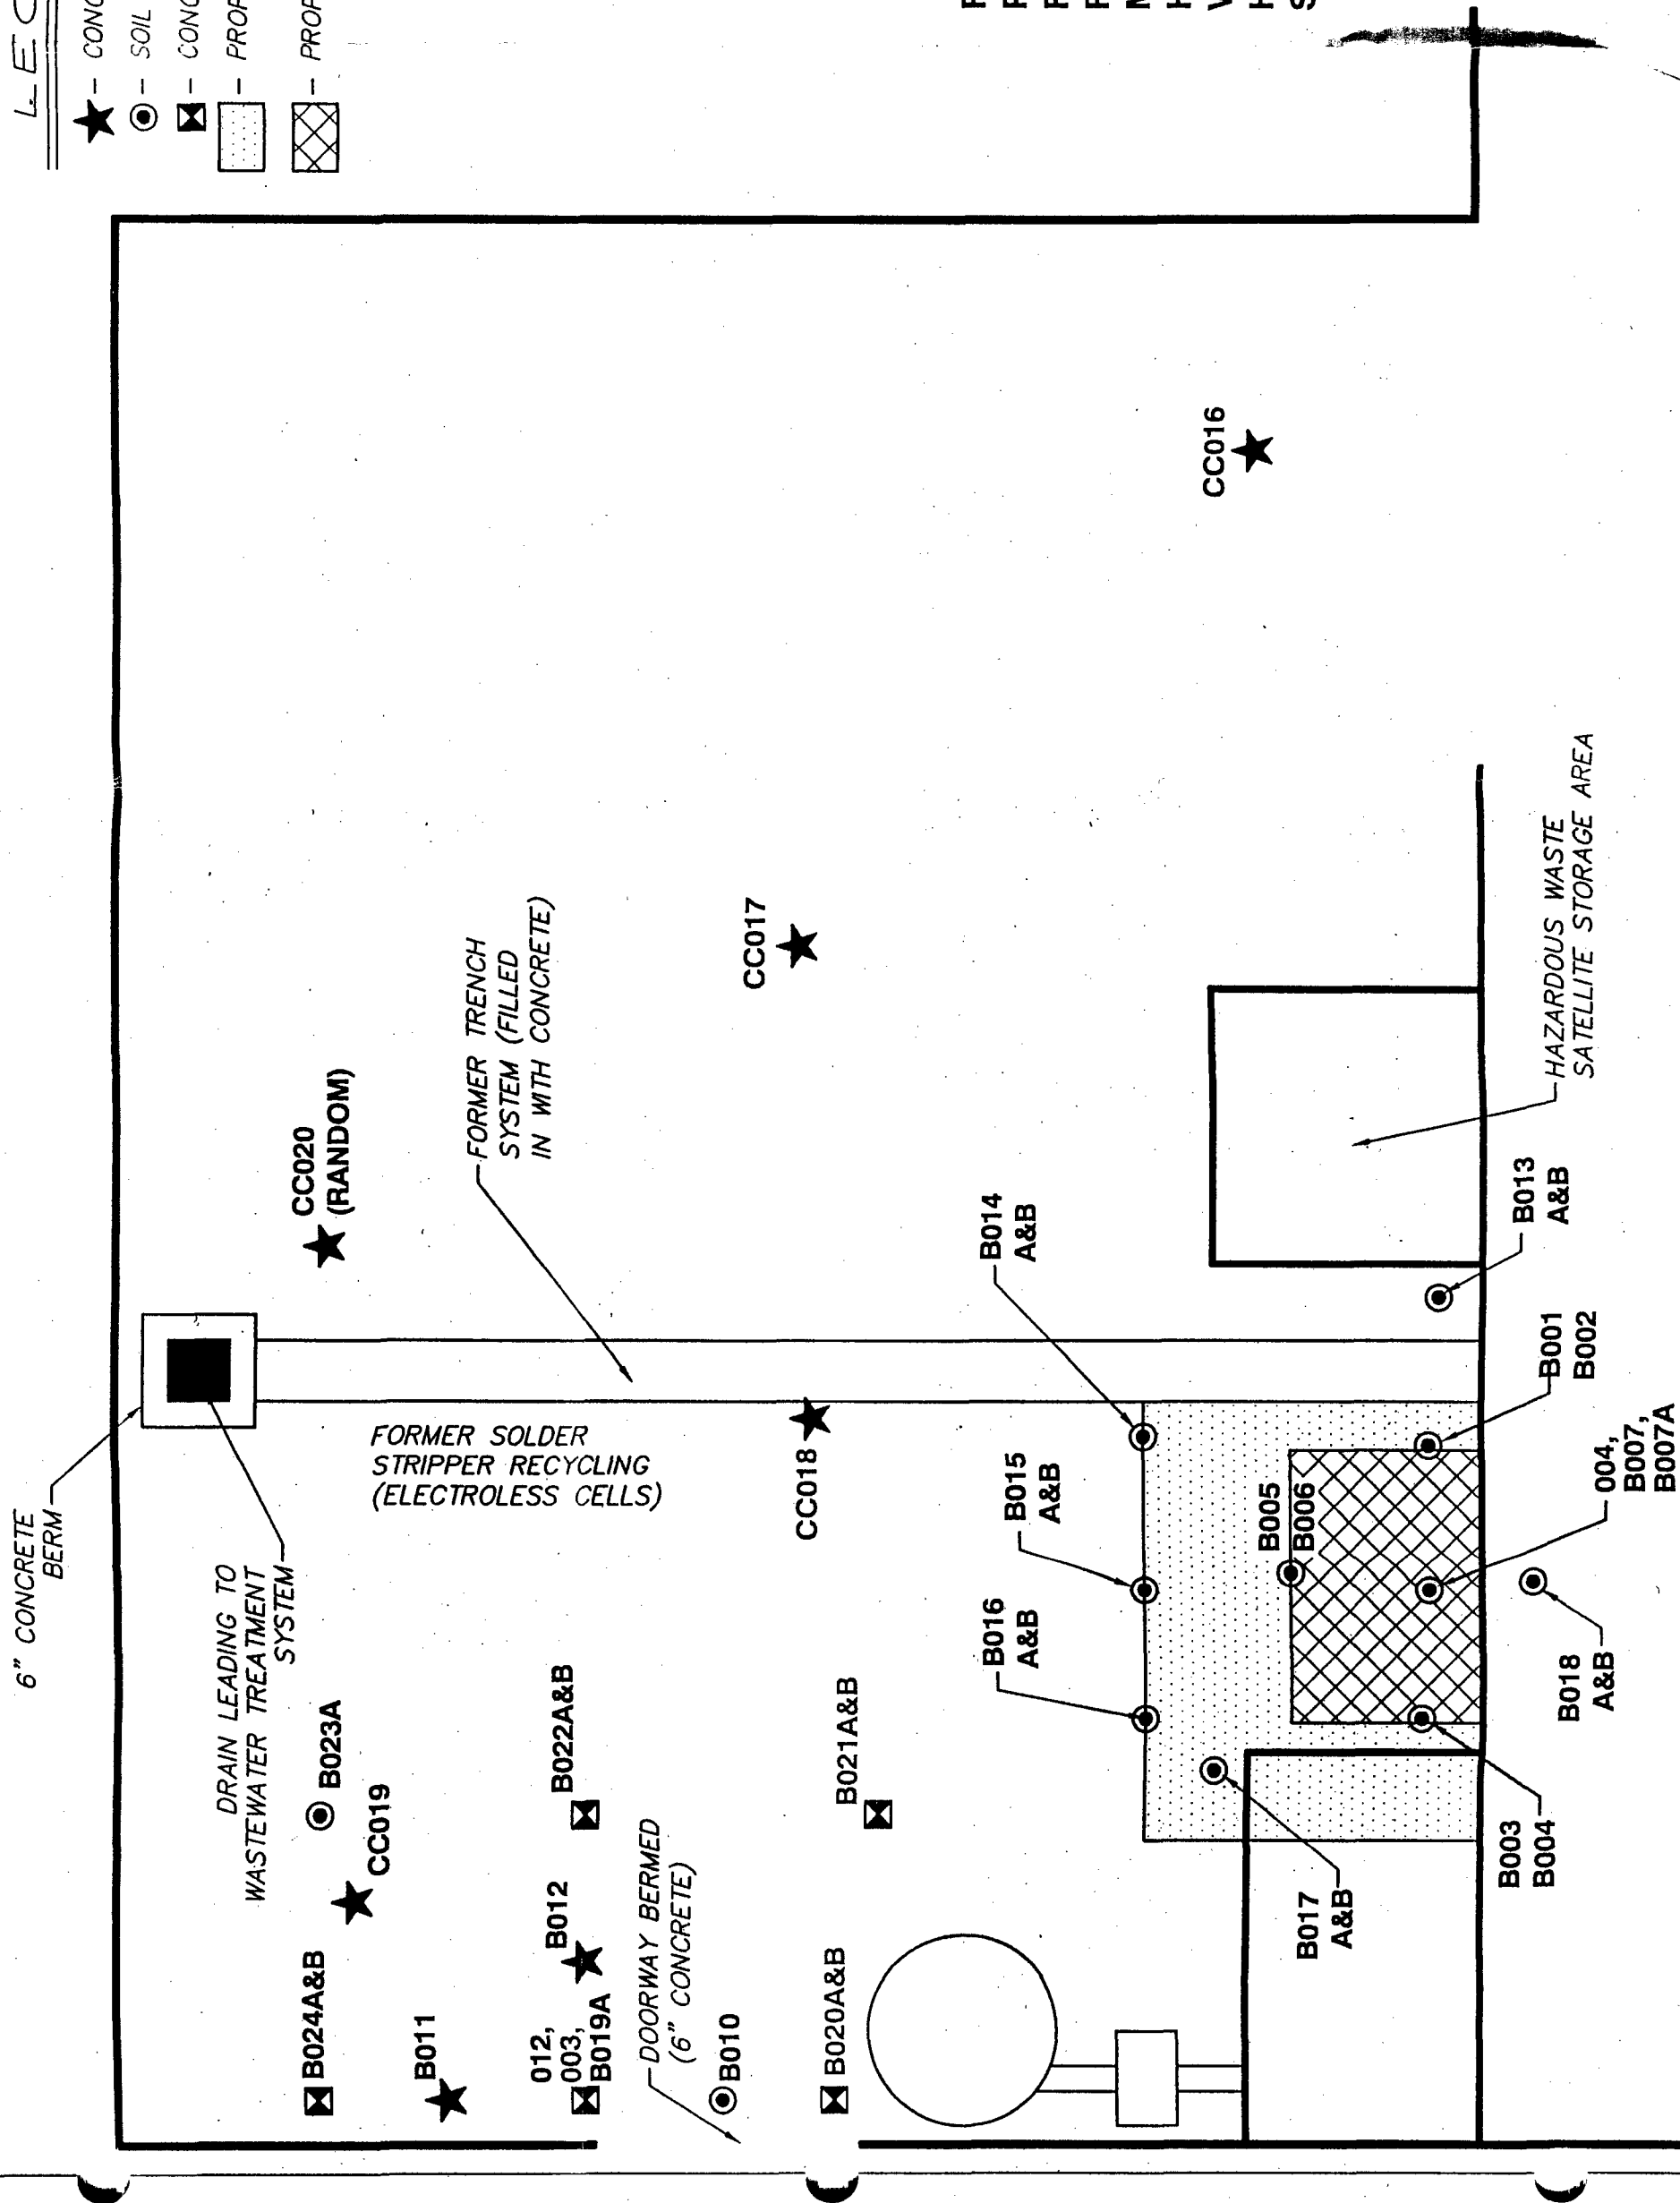 6" CONCRETE
BERM
DRAIN LEADING TO
WASTEWATER TREATMENT
SYSTEM
FORMER SOLDER
STRIPPER RECYCLING
(ELECTROLESS CELLS)
CC020
(RANDOM)
FORMER TRENCH
SYSTEM (FILLED
IN WITH CONCRETE)
CC017
CC016
CC018
B024A&B
B011
012,
003,
B019A
B012
B023A
CC019
B022A&B
DOORWAY BERMED
(6" CONCRETE)
B010
B020A&B
B021A&B
B016
A&B
B015
A&B
B014
A&B
B005
B006
B017
A&B
B003
B004
B018
A&B
004,
B007,
B007A
B001
B002
B013
A&B
HAZARDOUS WASTE
SATELLITE STORAGE AREA
- SOIL